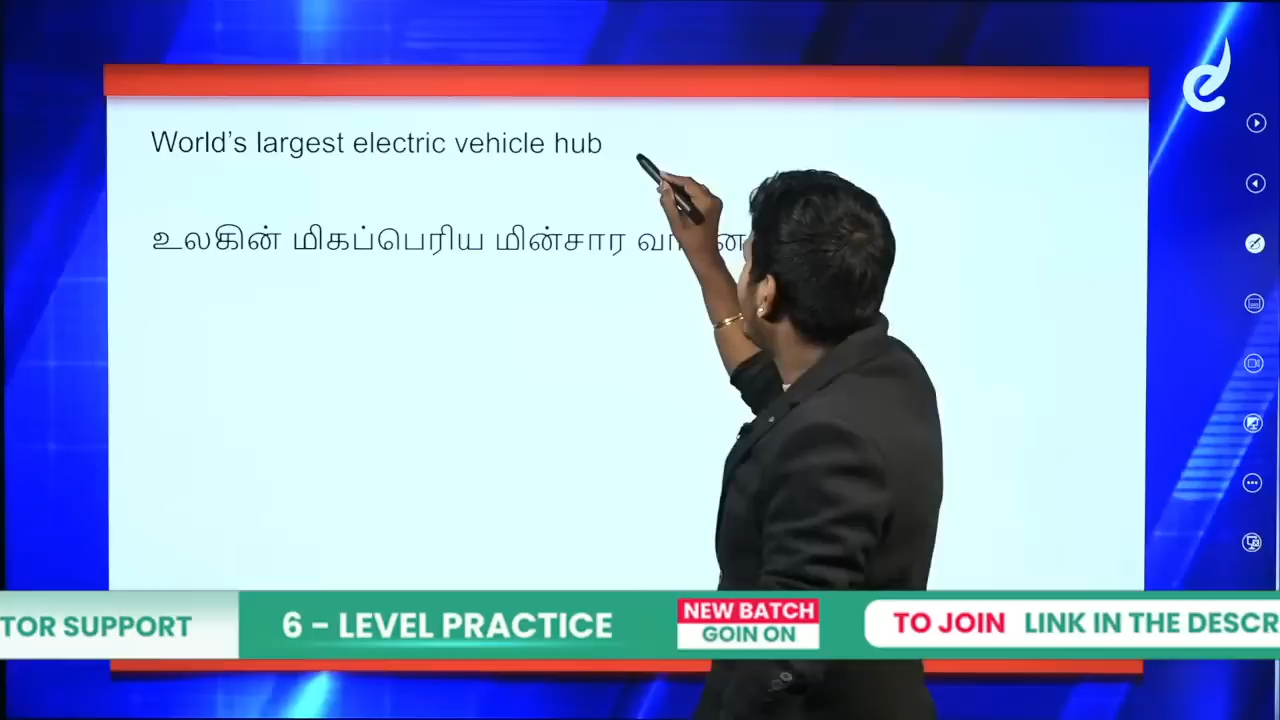 World's largest electric vehicle hub
உலகின் மிகப்பெரிய மின்சார
TOR SUPPORT
6 – LEVEL PRACTICE
NEW BATCH
GOIN ON
TO JOIN LINK IN THE DESCR